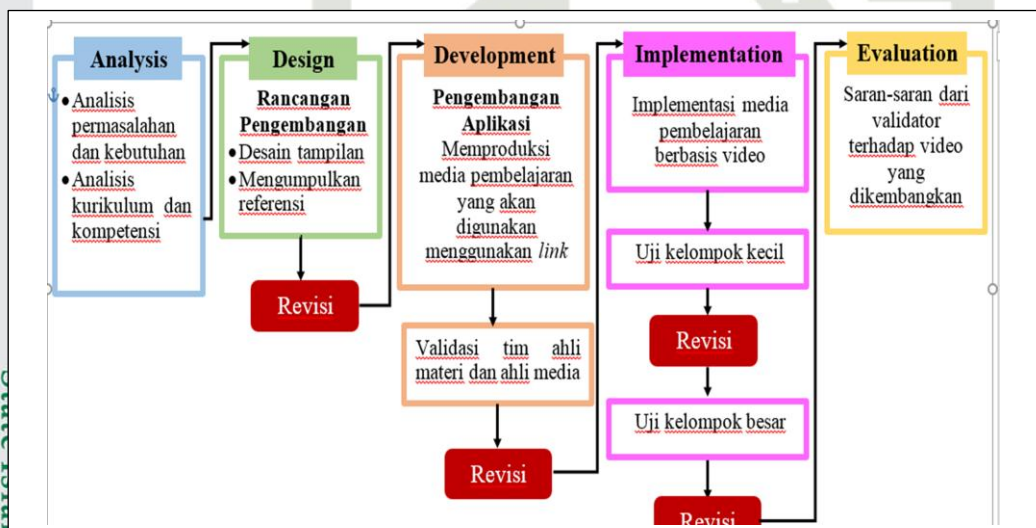 Analysis
• Analisis
permasalahan
dan kebutuhan
• Analisis
kurikulum dan
kompetensi
Design
Rancangan
Pengembangan
• Desain tampilan
• Mengumpulkan
referensi
Revisi
Development
Pengembangan
Aplikasi
Memproduksi
media pembelajaran
yang akan
digunakan
menggunakan link
Validasi tim ahli
materi dan ahli media
Revisi
Implementation
Implementasi media
pembelajaran
berbasis video
Uji kelompok kecil
Revisi
Uji kelompok besar
Revisi
Evaluation
Saran-saran dari
validator
terhadap video
yang
dikembangkan